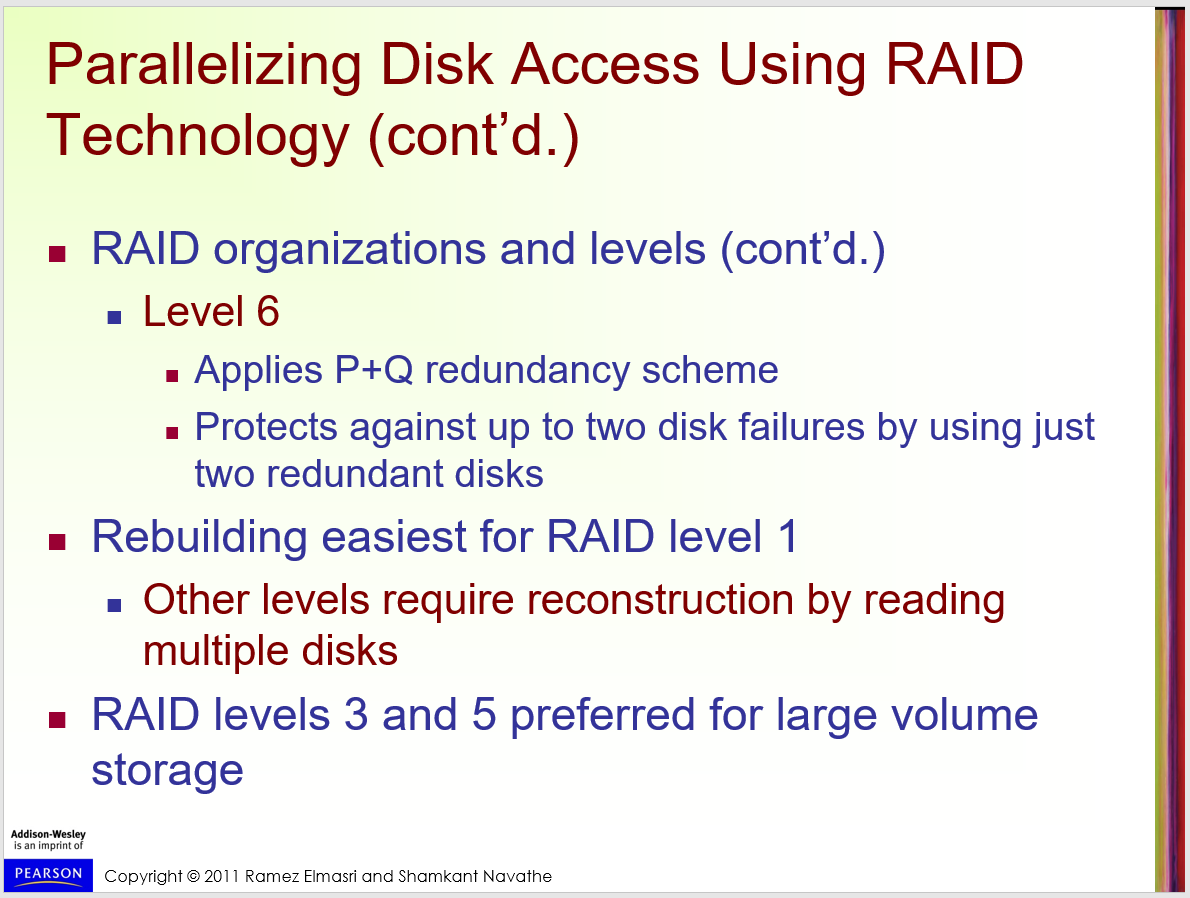 Parallelizing Disk Access Using RAID
Technology (cont’d.)
RAID organizations and levels (cont’d.)
Level 6
Applies P+Q redundancy scheme
Protects against up to two disk failures by using just
two redundant disks
Rebuilding easiest for RAID level 1
Other levels require reconstruction by reading
multiple disks
RAID levels 3 and 5 preferred for large volume
storage
Addison-Wesley
is an imprint of
PEARSON
Copyright © 2011 Ramez Elmasri and Shamkant Navathe